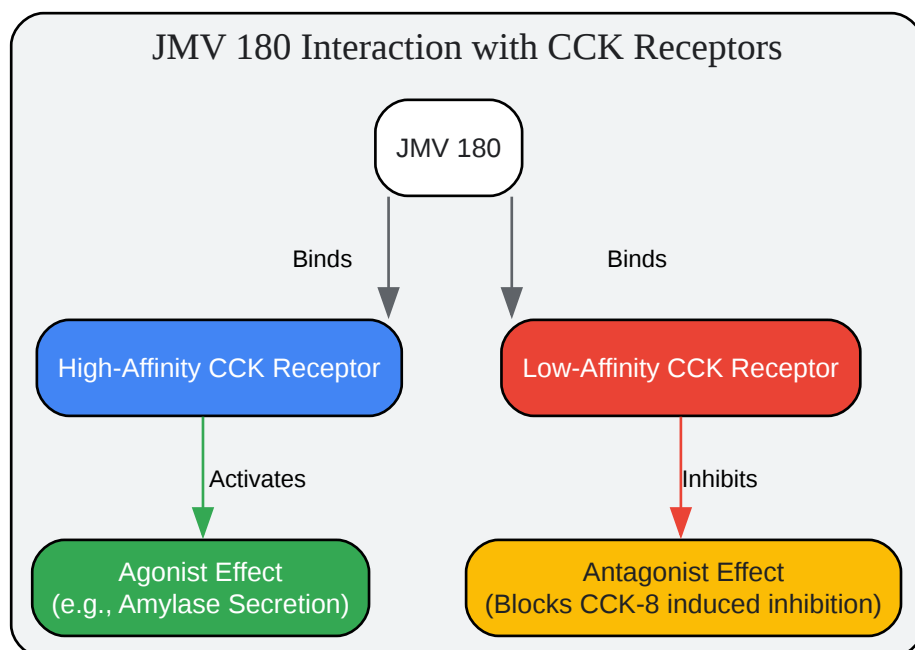 JMV 180 Interaction with CCK Receptors
JMV 180
Binds
Binds
High-Affinity CCK Receptor
Low-Affinity CCK Receptor
Activates
Inhibits
Agonist Effect
(e.g., Amylase Secretion)
Antagonist Effect
(Blocks CCK-8 induced inhibition)